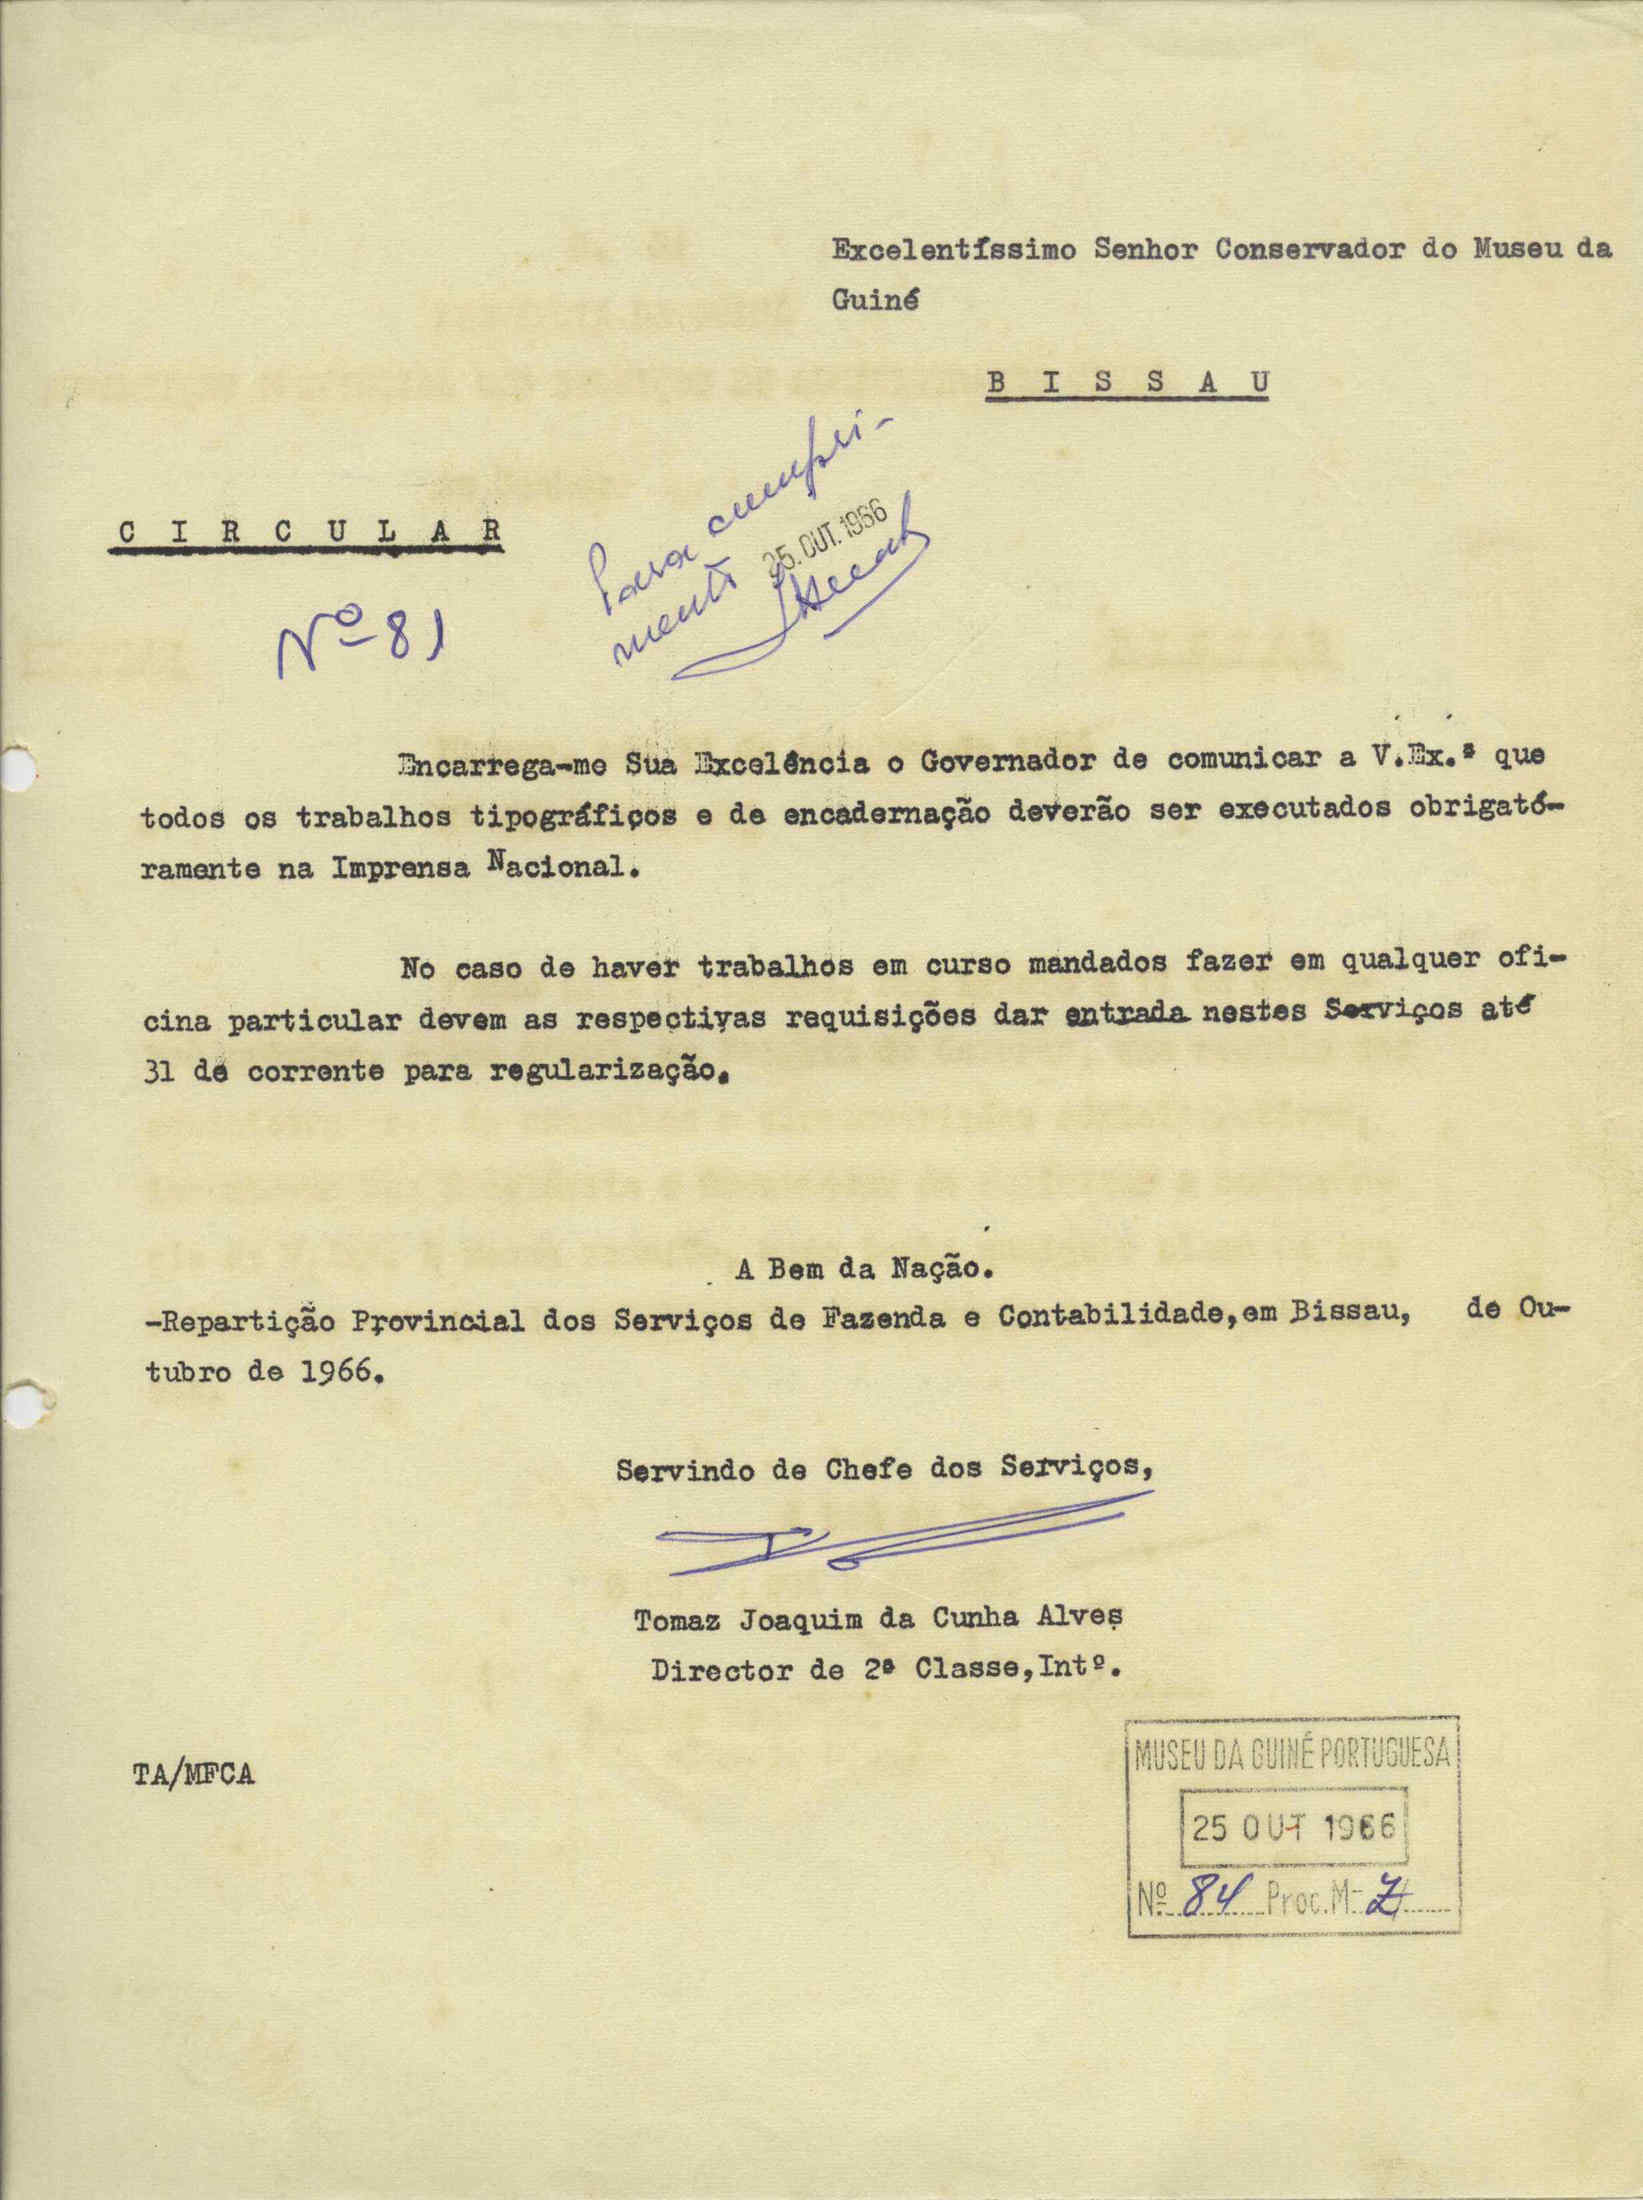 Excelentíssimo Senhor Conservador do Museu da
Guiné
B I S S A U
C I R C U L A R
Nº 81
Para cumpri-
mento
25.OUT.1966
Encarrega-me Sua Excelência o Governador de comunicar a V.Ex.ª que
todos os trabalhos tipográficos e de encadernação deverão ser executados obrigató-
ramente na Imprensa Nacional.
No caso de haver trabalhos em curso mandados fazer em qualquer ofi-
cina particular devem as respectivas requisições dar entrada nestes Serviços até
31 de corrente para regularização.
A Bem da Nação.
-Repartição Provincial dos Serviços de Fazenda e Contabilidade,em Bissau, de Ou-
tubro de 1966.
Servindo de Chefe dos Serviços,
Tomaz Joaquim da Cunha Alves
Director de 2ª Classe,Intº.
TA/MFCA
MUSEU DA GUINÉ PORTUGUESA
25 OUT 1966
Nº 84 Proc.M-Z